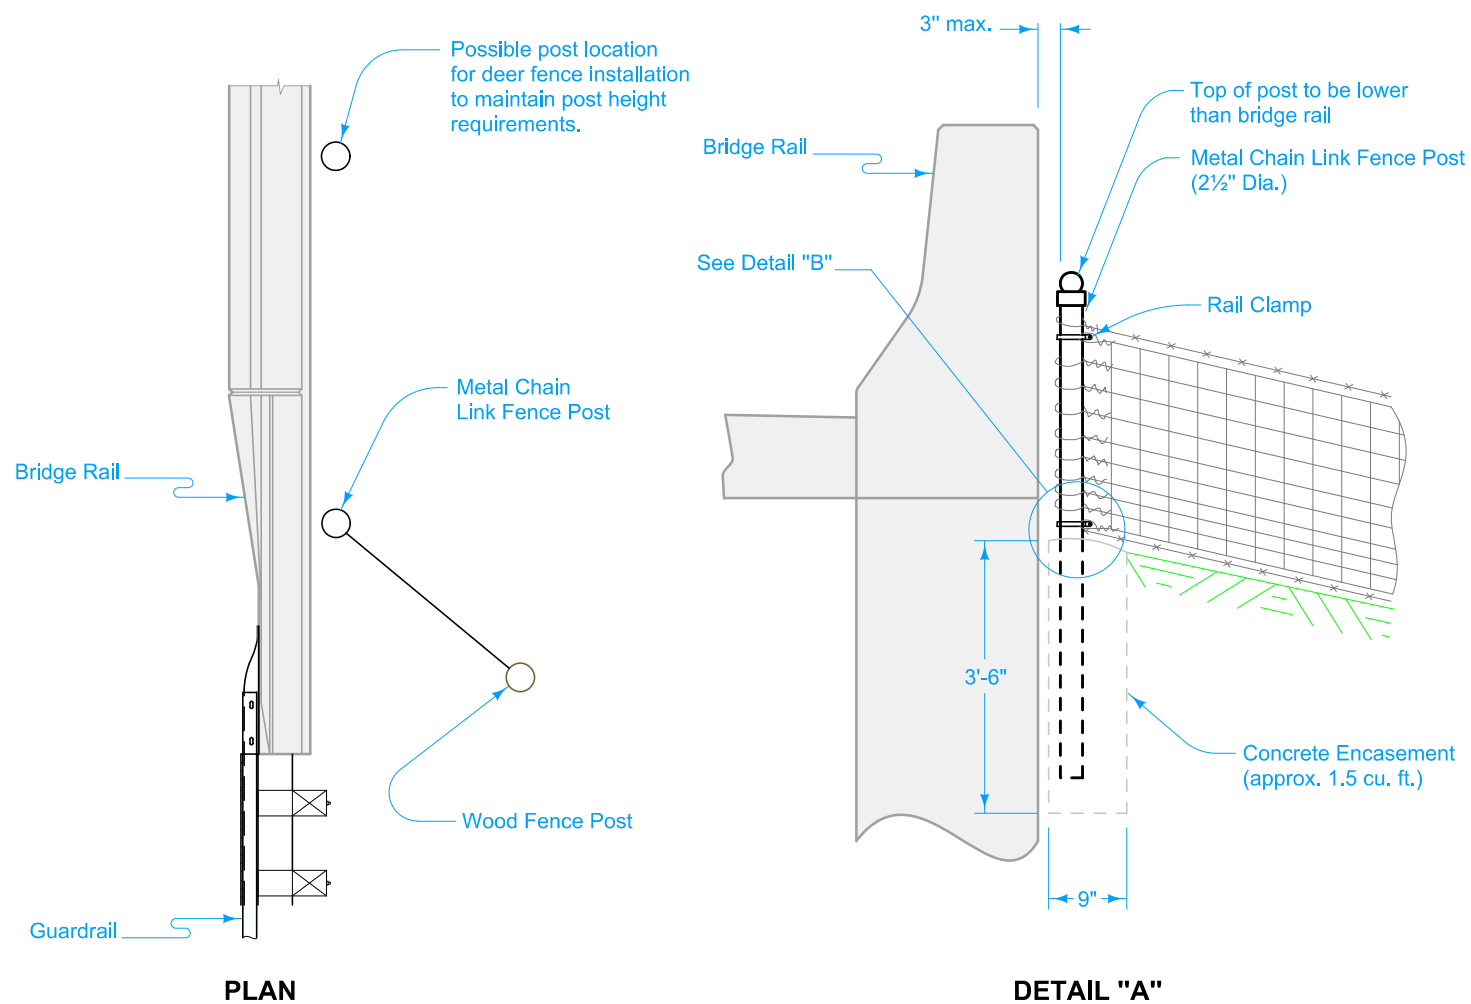 Possible post location
for deer fence installation
to maintain post height
requirements.
Metal Chain
Link Fence Post
Bridge Rail
Wood Fence Post
Guardrail
PLAN
3" max.
Top of post to be lower
than bridge rail
Bridge Rail
Metal Chain Link Fence Post
(2½" Dia.)
See Detail "B"
Rail Clamp
3'-6"
Concrete Encasement
(approx. 1.5 cu. ft.)
9"
DETAIL "A"